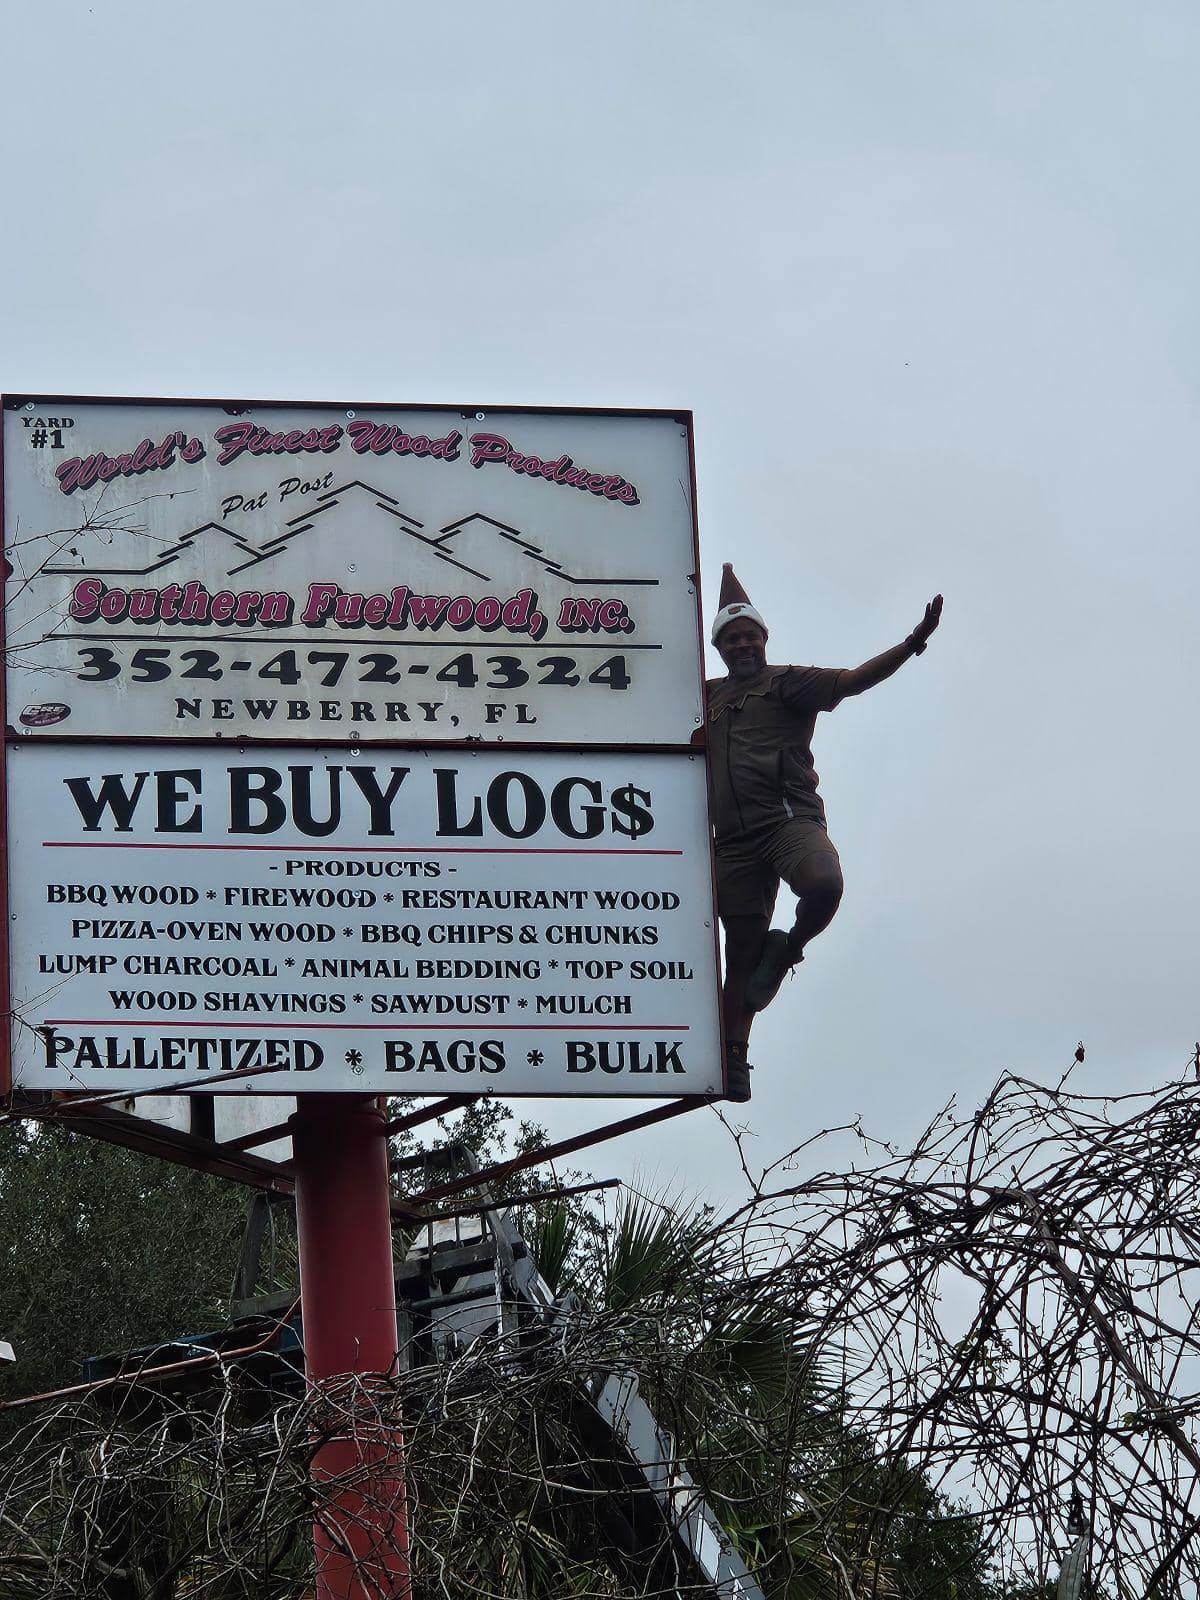 YARD
#1
World's Finest Wood Products
Pat Post
Southern Fuelwood, INC.
352-472-4324
NEWBERRY, FL
WE BUY LOG$
- PRODUCTS -
BBQ WOOD * FIREWOOD * RESTAURANT WOOD
PIZZA-OVEN WOOD * BBQ CHIPS & CHUNKS
LUMP CHARCOAL * ANIMAL BEDDING * TOP SOIL
WOOD SHAVINGS * SAWDUST * MULCH
PALLETIZED * BAGS * BULK